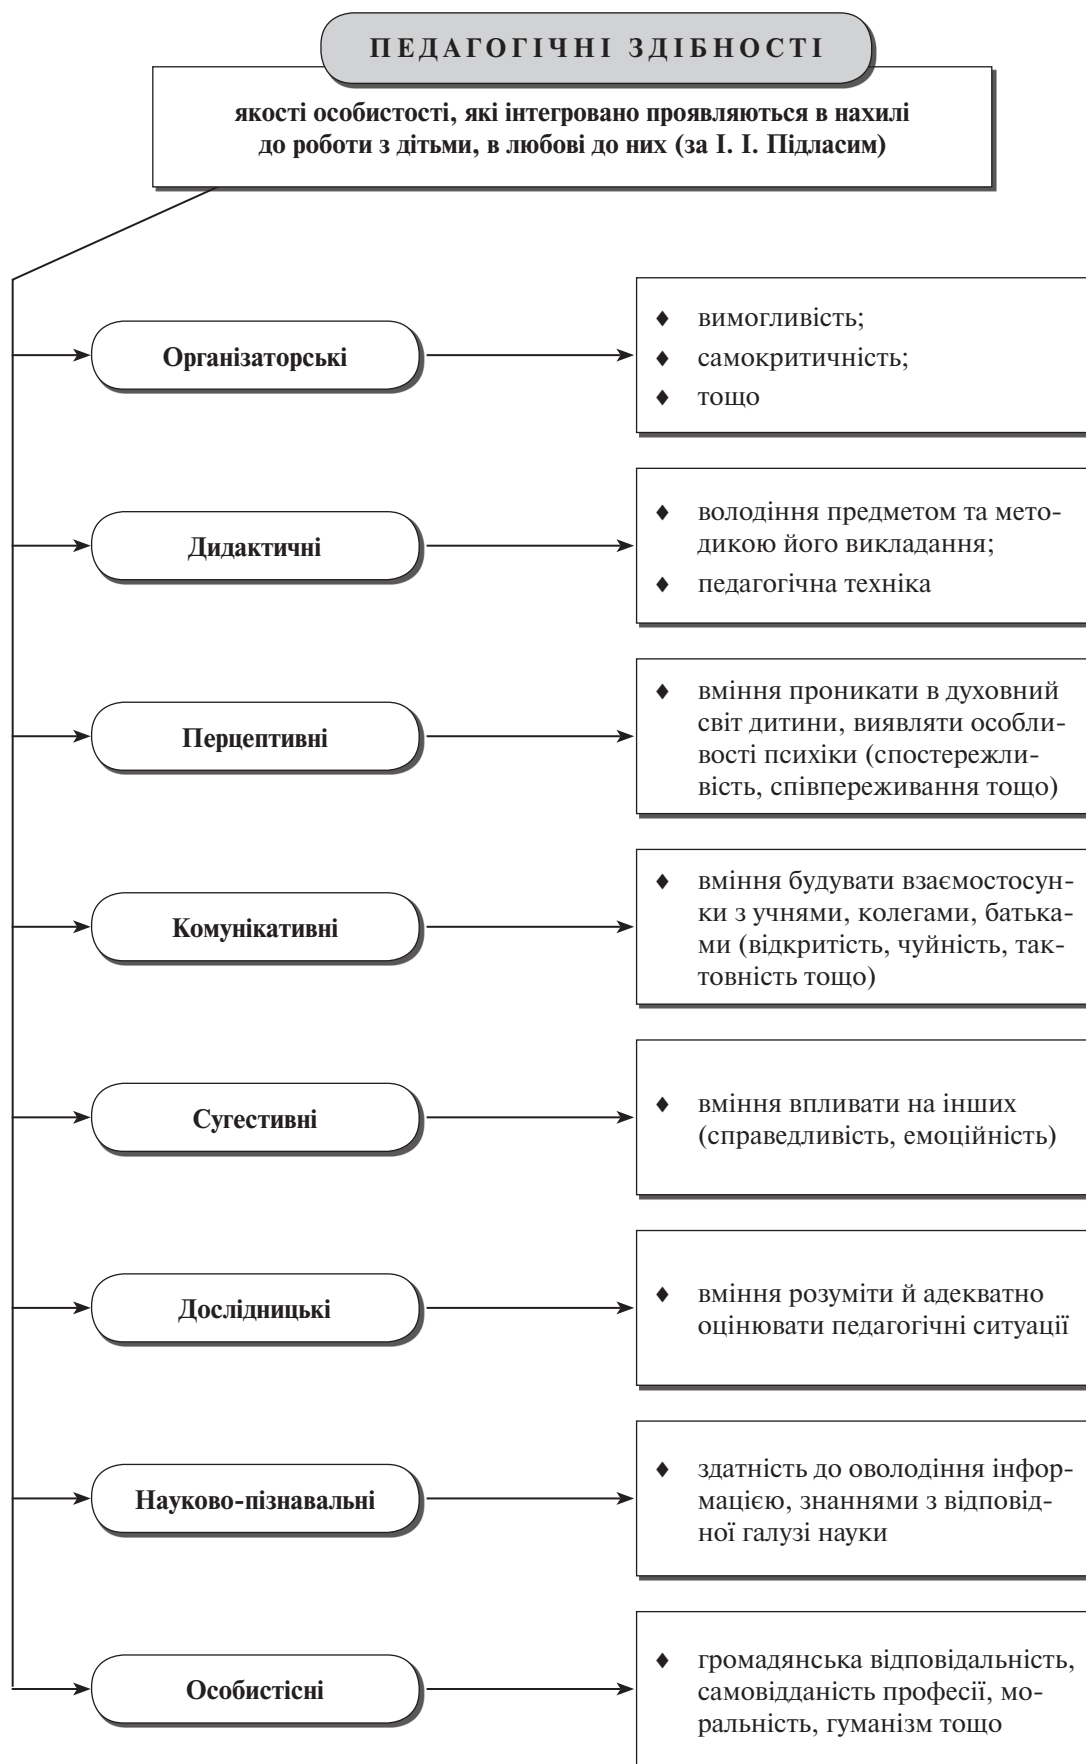 ПЕДАГОГІЧНІ ЗДІБНОСТІ
якості особистості, які інтегровано проявляються в нахилі
до роботи з дітьми, в любові до них (за І. І. Підласим)
Організаторські
♦ вимогливість;
♦ самокритичність;
♦ тощо
Дидактичні
♦ володіння предметом та мето-
дикою його викладання;
♦ педагогічна техніка
Перцептивні
♦ вміння проникати в духовний
світ дитини, виявляти особли-
вості психіки (спостережли-
вість, співпереживання тощо)
Комунікативні
♦ вміння будувати взаємостосун-
ки з учнями, колегами, батька-
ми (відкритість, чуйність, так-
товність тощо)
Сугестивні
♦ вміння впливати на інших
(справедливість, емоційність)
Дослідницькі
♦ вміння розуміти й адекватно
оцінювати педагогічні ситуації
Науково-пізнавальні
♦ здатність до оволодіння інфор-
мацією, знаннями з відповід-
ної галузі науки
Особистісні
♦ громадянська відповідальність,
самовідданість професії, мо-
ральність, гуманізм тощо